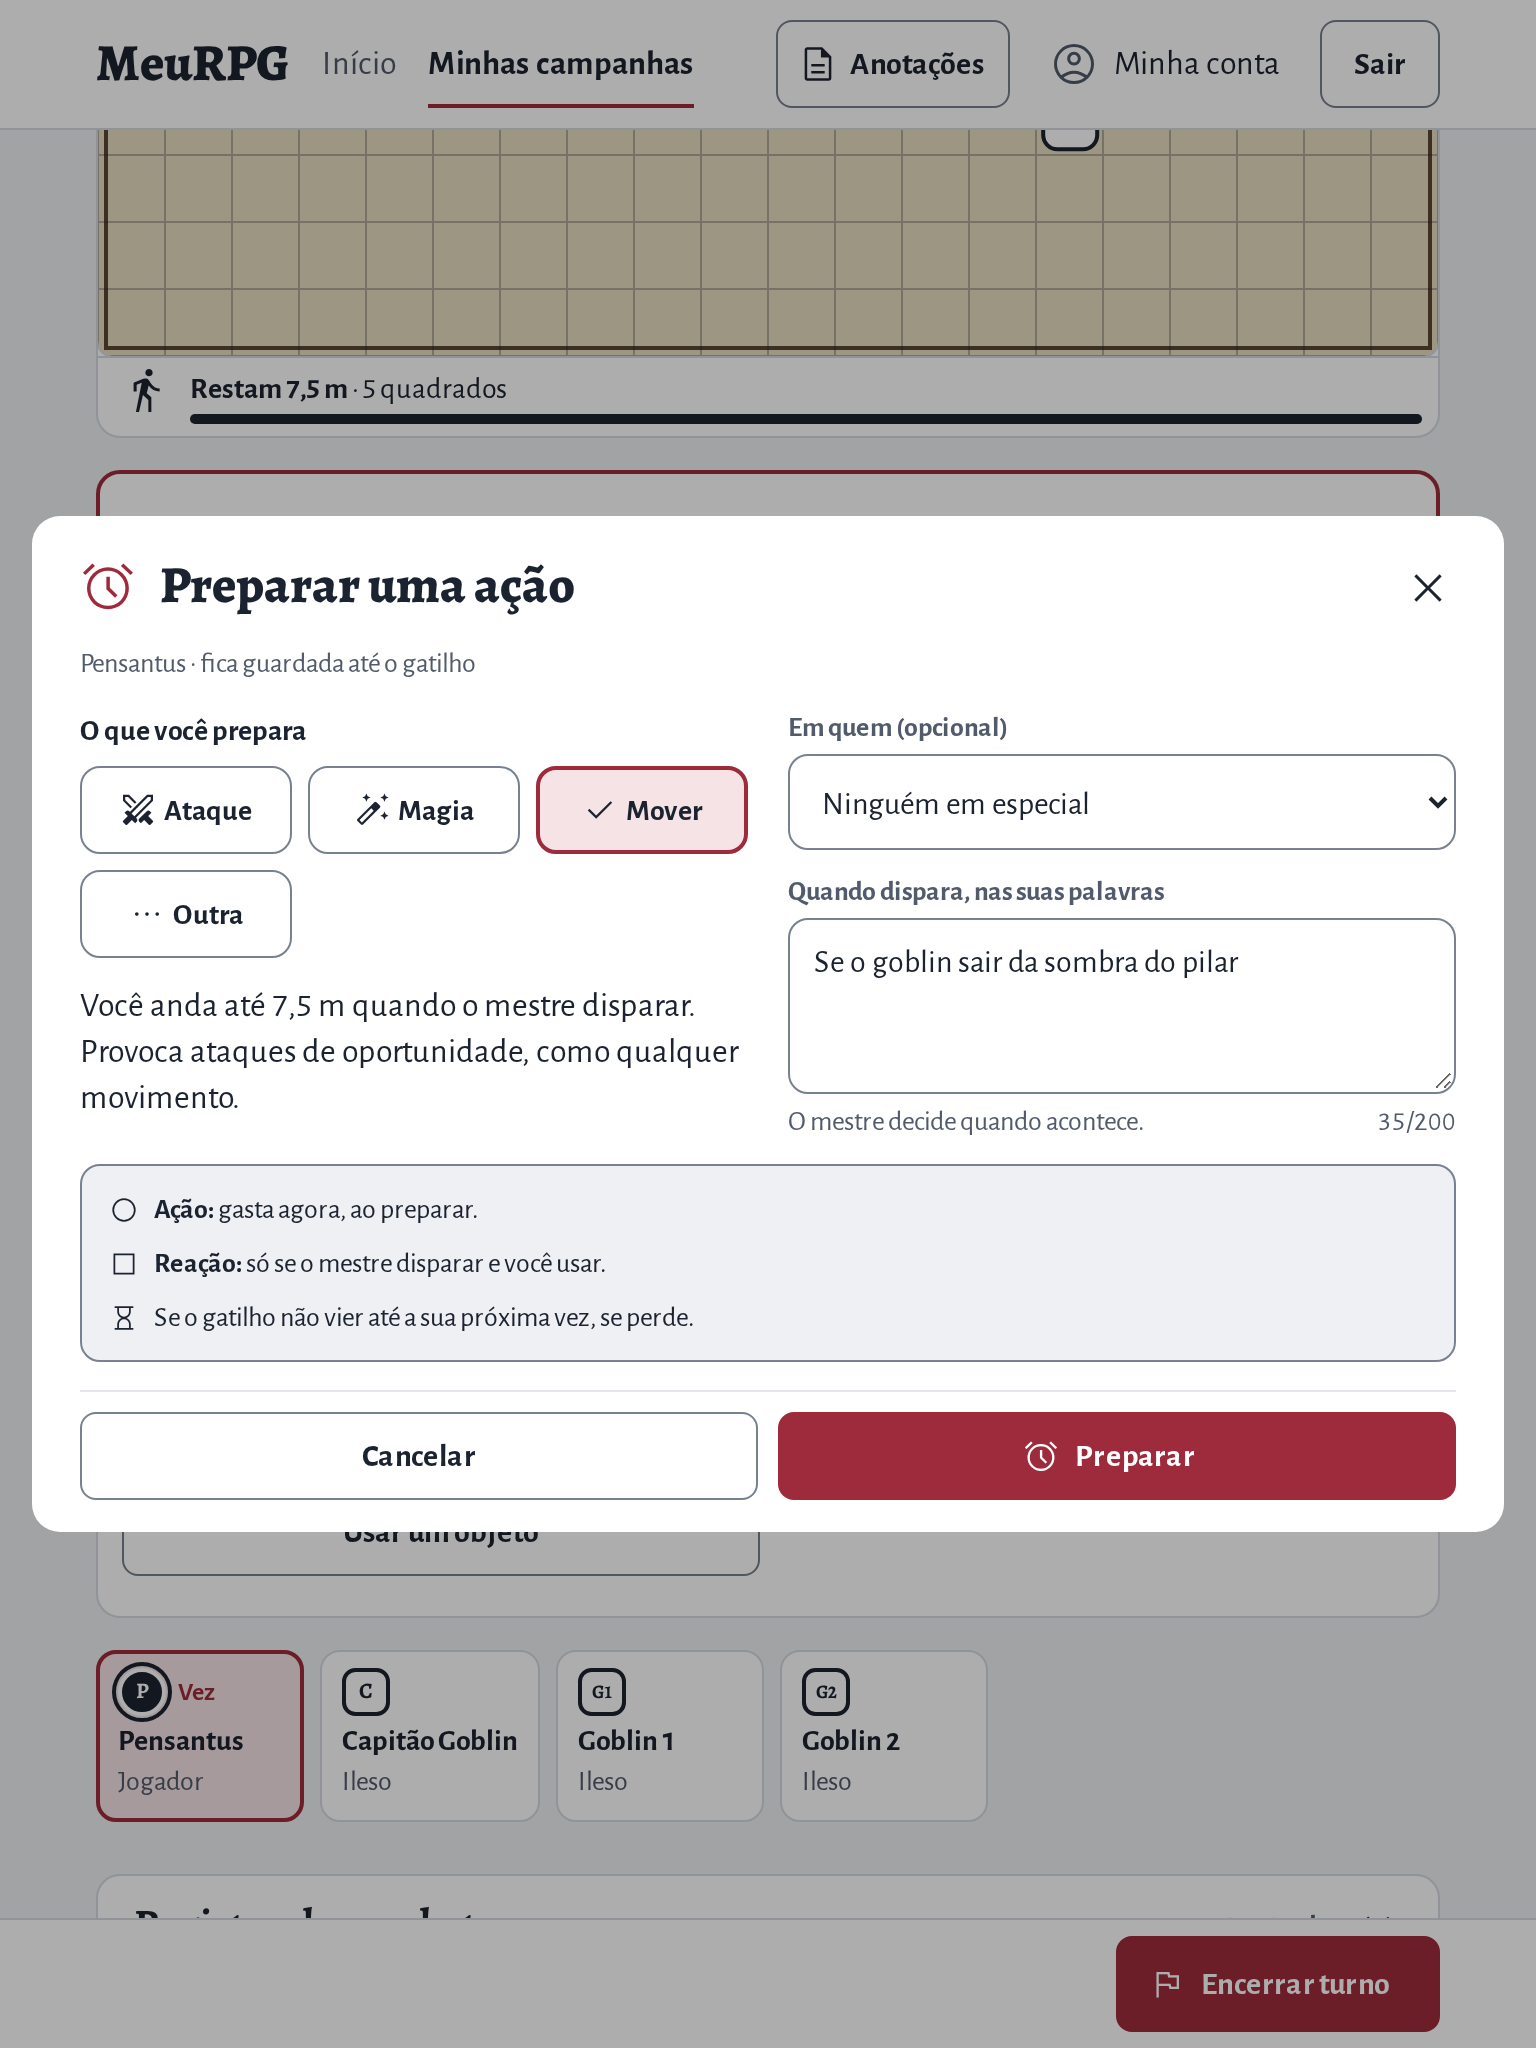 MeuRPG Início Minhas campanhas Anotações Minha conta Sair
Restam 7,5 m · 5 quadrados
Preparar uma ação
Pensantus · fica guardada até o gatilho
O que você prepara
Ataque Magia Mover
Outra
Você anda até 7,5 m quando o mestre disparar.
Provoca ataques de oportunidade, como qualquer
movimento.
Em quem (opcional)
Ninguém em especial
Quando dispara, nas suas palavras
Se o goblin sair da sombra do pilar
O mestre decide quando acontece. 35/200
Ação: gasta agora, ao preparar.
Reação: só se o mestre disparar e você usar.
Se o gatilho não vier até a sua próxima vez, se perde.
Cancelar Preparar
Usar um objeto
P Vez
Pensantus
Jogador
C
Capitão Goblin
Ileso
G1
Goblin 1
Ileso
G2
Goblin 2
Ileso
Encerrar turno